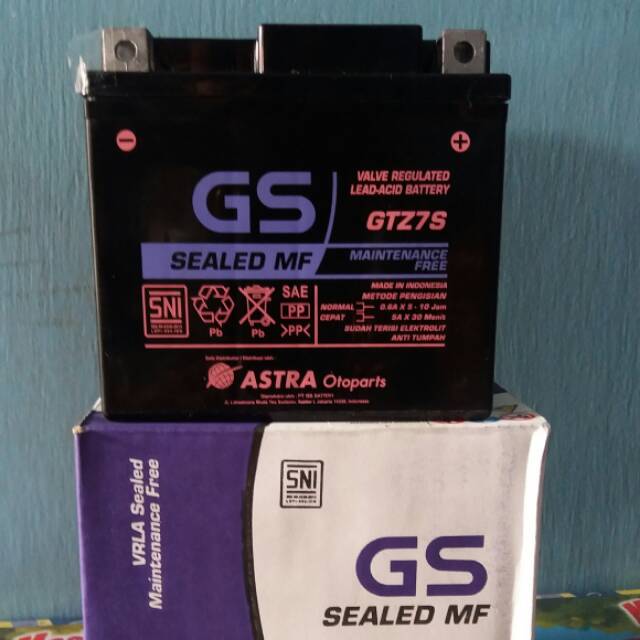 GS
VALVE REGULATED
LEAD-ACID BATTERY
GTZ7S
SEALED MF
MAINTENANCE
FREE
SNI
Pb
Pb
SAE
PP
>PP<
MADE IN INDONESIA
METODE PENGISIAN
NORMAL 0.6A X 5 - 10 Jam
CEPAT 5A X 30 Menit
SUDAH TERISI ELEKTROLIT
ANTI TUMPAH
ASTRA Otoparts
VRLA Sealed
Maintenance Free
SNI
GS
SEALED MF